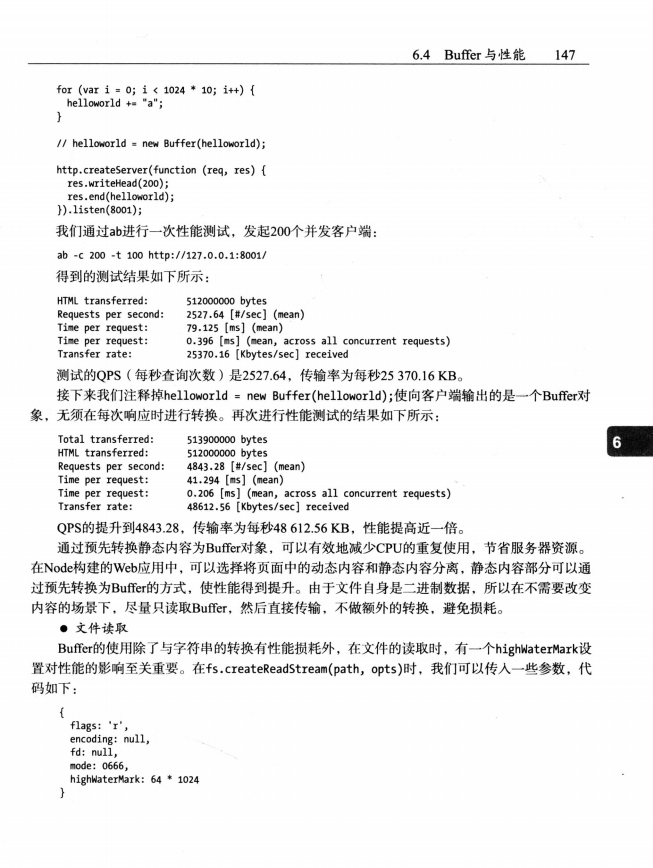 6.4 Buffer 与性能 147
for (var i = 0; i < 1024 * 10; i++) {
helloworld += "a";
}
// helloworld = new Buffer(helloworld);
http.createServer(function (req, res) {
res.writeHead(200);
res.end(helloworld);
}).listen(8001);
我们通过ab进行一次性能测试，发起200个并发客户端：
ab -c 200 -t 100 http://127.0.0.1:8001/
得到的测试结果如下所示：
HTML transferred: 512000000 bytes
Requests per second: 2527.64 [#/sec] (mean)
Time per request: 79.125 [ms] (mean)
Time per request: 0.396 [ms] (mean, across all concurrent requests)
Transfer rate: 25370.16 [Kbytes/sec] received
测试的QPS（每秒查询次数）是2527.64，传输率为每秒25 370.16 KB。
接下来我们注释掉helloworld = new Buffer(helloworld);使向客户端输出的是一个Buffer对
象，无须在每次响应时进行转换。再次进行性能测试的结果如下所示：
Total transferred: 513900000 bytes
HTML transferred: 512000000 bytes
Requests per second: 4843.28 [#/sec] (mean)
Time per request: 41.294 [ms] (mean)
Time per request: 0.206 [ms] (mean, across all concurrent requests)
Transfer rate: 48612.56 [Kbytes/sec] received
6
QPS的提升到4843.28，传输率为每秒48 612.56 KB，性能提高近一倍。
通过预先转换静态内容为Buffer对象，可以有效地减少CPU的重复使用，节省服务器资源。
在Node构建的Web应用中，可以选择将页面中的动态内容和静态内容分离，静态内容部分可以通
过预先转换为Buffer的方式，使性能得到提升。由于文件自身是二进制数据，所以在不需要改变
内容的场景下，尽量只读取Buffer，然后直接传输，不做额外的转换，避免损耗。
● 文件读取
Buffer的使用除了与字符串的转换有性能损耗外，在文件的读取时，有一个highWaterMark设
置对性能的影响至关重要。在fs.createReadStream(path, opts)时，我们可以传入一些参数，代
码如下：
{
flags: 'r',
encoding: null,
fd: null,
mode: 0666,
highWaterMark: 64 * 1024
}